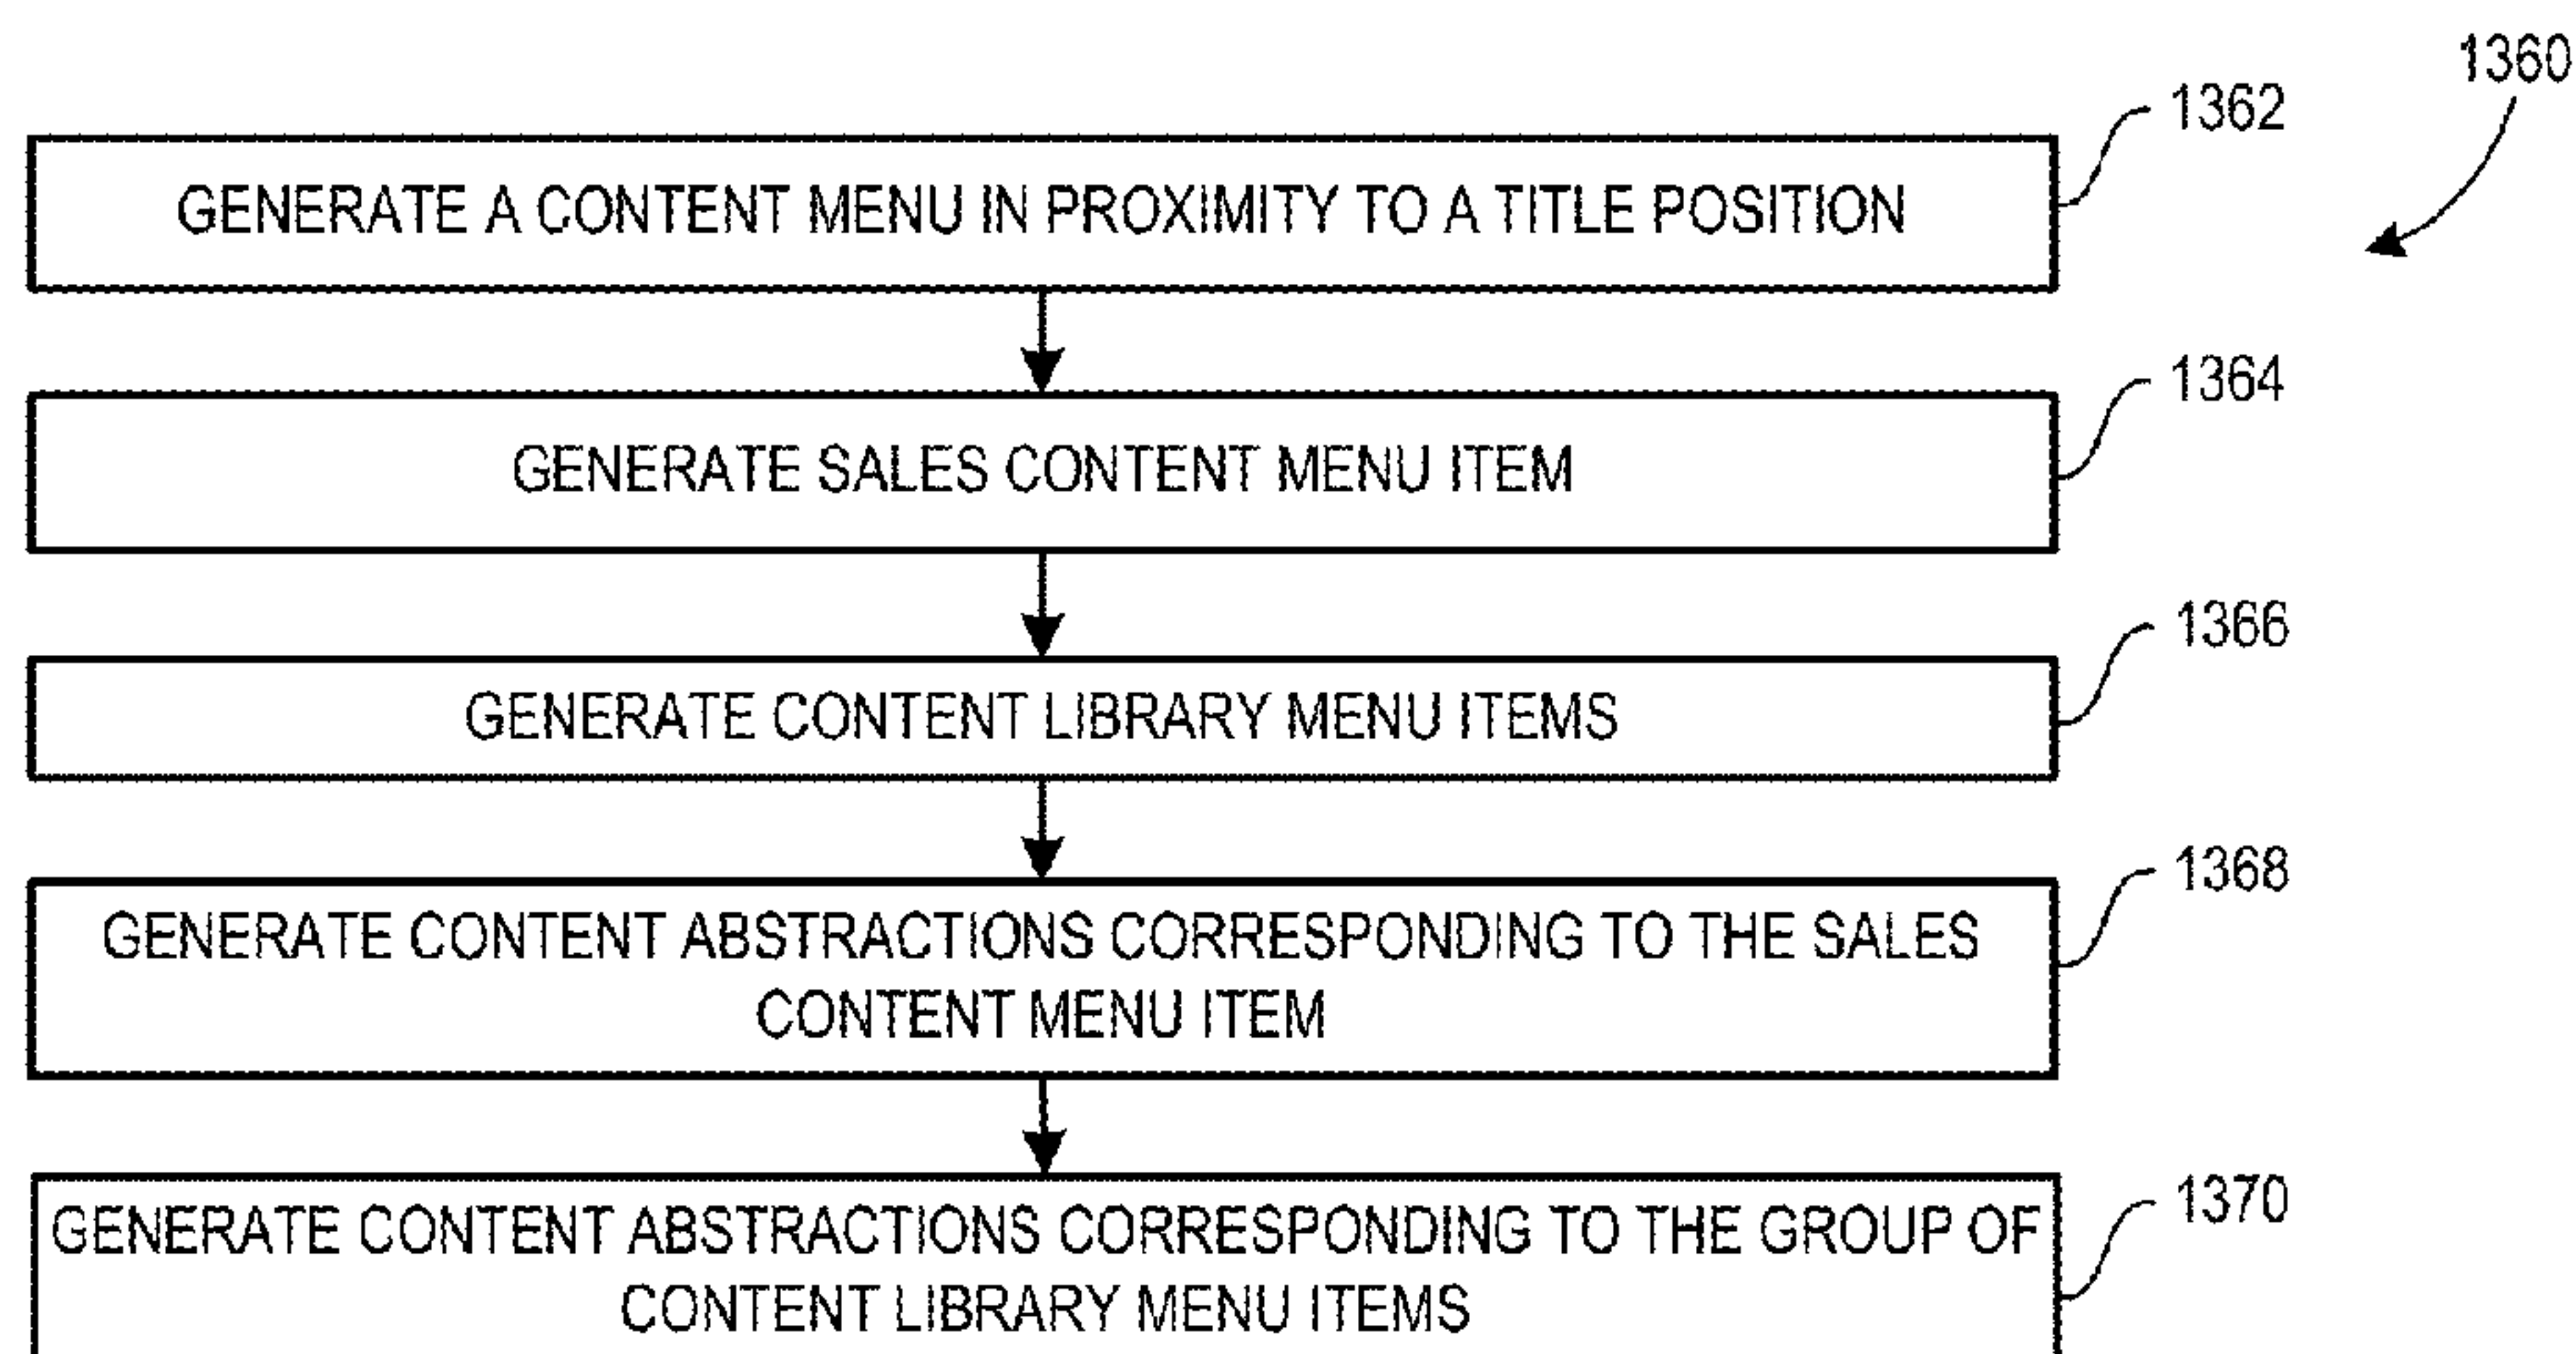 1360
1362
GENERATE A CONTENT MENU IN PROXIMITY TO A TITLE POSITION
1364
GENERATE SALES CONTENT MENU ITEM
1366
GENERATE CONTENT LIBRARY MENU ITEMS
1368
GENERATE CONTENT ABSTRACTIONS CORRESPONDING TO THE SALES
CONTENT MENU ITEM
1370
GENERATE CONTENT ABSTRACTIONS CORRESPONDING TO THE GROUP OF
CONTENT LIBRARY MENU ITEMS